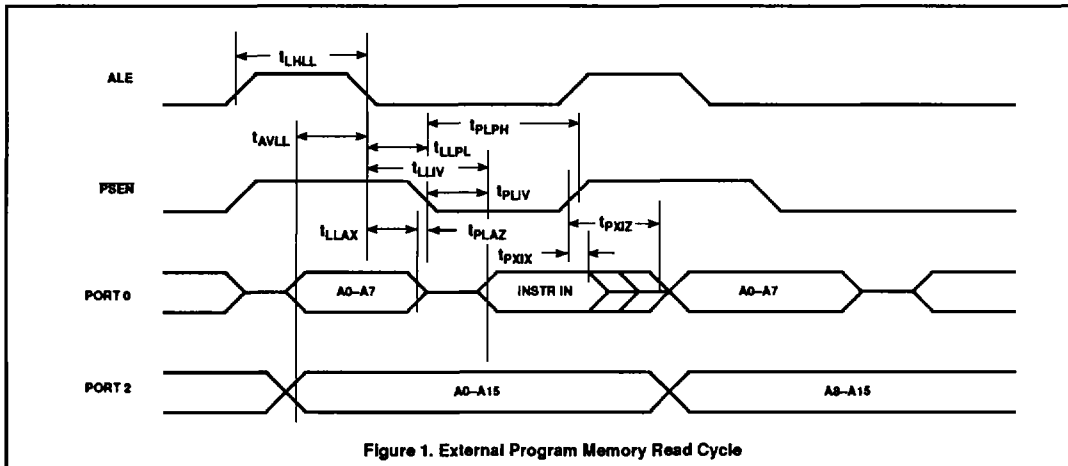 tLHLL
ALE
tAVLL
tPLPH
tLLPL
tLLIV
PSEN
tPLIV
tLLAX
tPLAZ
tPXIZ
tPXIX
PORT 0
A0–A7
INSTR IN
A0–A7
PORT 2
A0–A15
A8–A15
Figure 1. External Program Memory Read Cycle